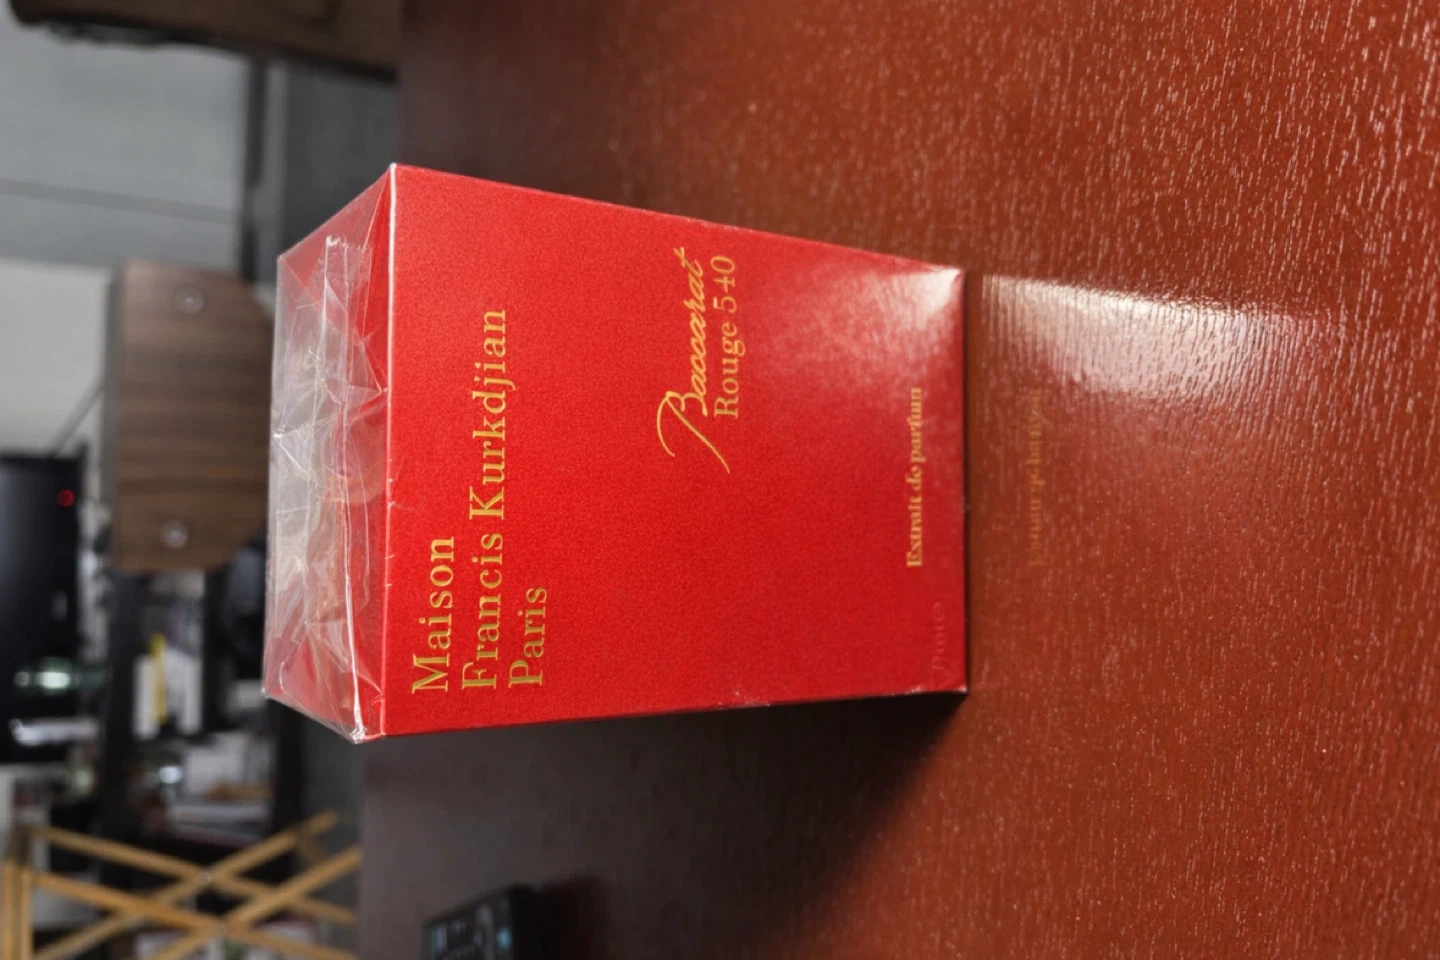 Maison
Francis Kurkdjian
Paris
Baccarat
Rouge 540
Extrait de parfum